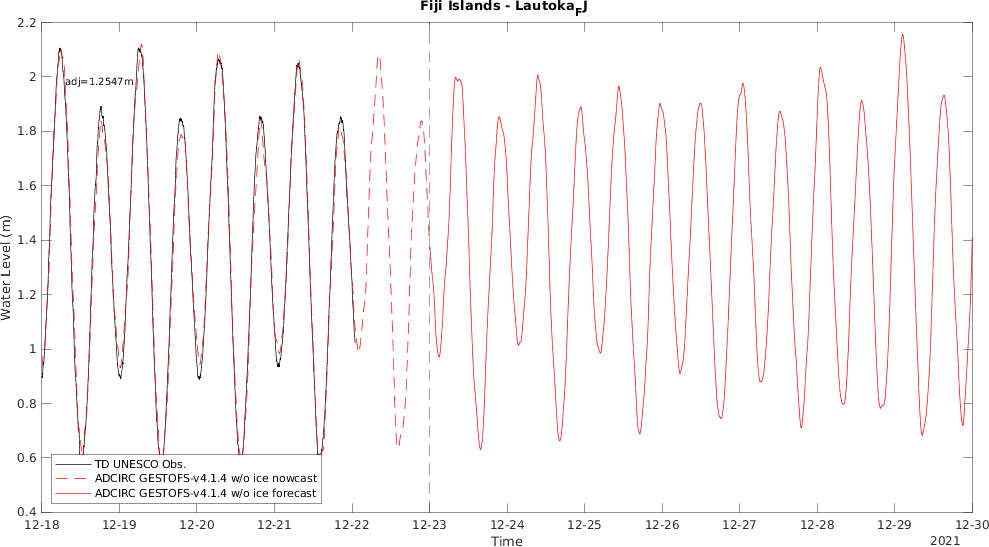 Fiji Islands - Lautoka_FJ
2.2
2
1.8
1.6
1.4
1.2
1
0.8
0.6
0.4
Water Level (m)
adj=1.2547m
TD UNESCO Obs.
ADCIRC GESTOFS-v4.1.4 w/o ice nowcast
ADCIRC GESTOFS-v4.1.4 w/o ice forecast
12-18 12-19 12-20 12-21 12-22 12-23 12-24 12-25 12-26 12-27 12-28 12-29 12-30
Time
2021